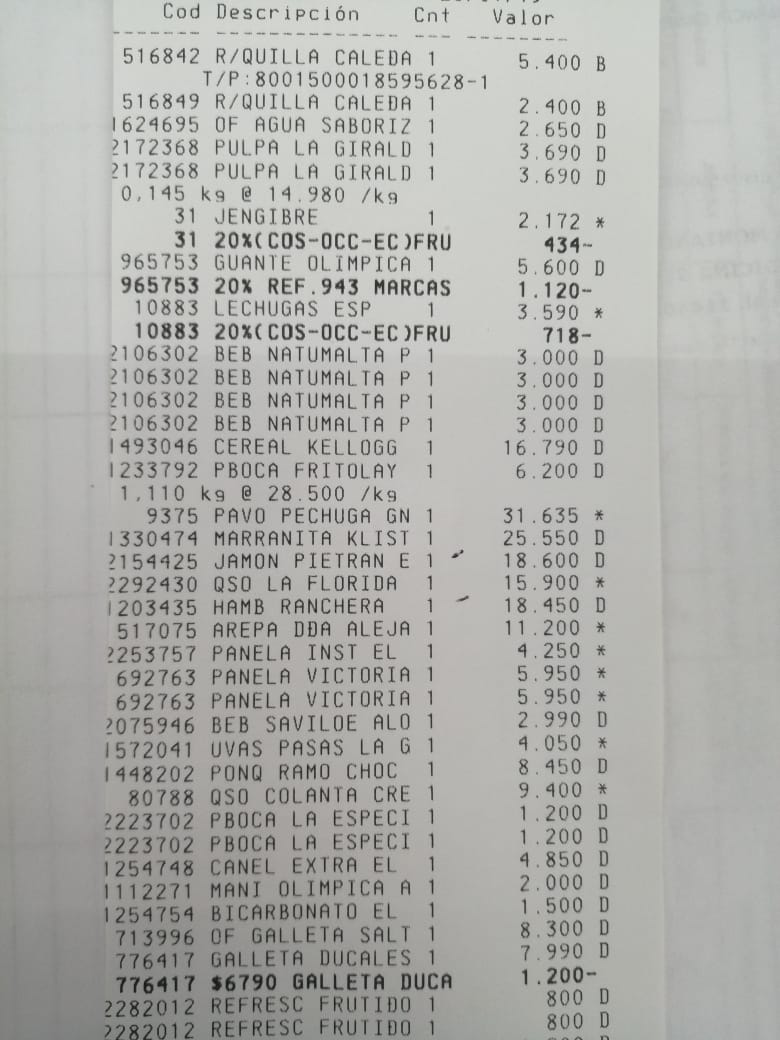 Cod Descripción Cnt Valor
516842 R/QUILLA CALEDA 1 5.400 B
T/P:8001500018595628-1
516849 R/QUILLA CALEDA 1 2.400 B
1624695 OF AGUA SABORIZ 1 2.650 D
2172368 PULPA LA GIRALD 1 3.690 D
2172368 PULPA LA GIRALD 1 3.690 D
0,145 kg @ 14.980 /kg
31 JENGIBRE 1 2.172 *
31 20%(COS-OCC-EC)FRU 434-
965753 GUANTE OLIMPICA 1 5.600 D
965753 20% REF.943 MARCAS 1.120-
10883 LECHUGAS ESP 1 3.590 *
10883 20%(COS-OCC-EC)FRU 718-
2106302 BEB NATUMALTA P 1 3.000 D
2106302 BEB NATUMALTA P 1 3.000 D
2106302 BEB NATUMALTA P 1 3.000 D
2106302 BEB NATUMALTA P 1 3.000 D
1493046 CEREAL KELLOGG 1 16.790 D
1233792 PBOCA FRITOLAY 1 6.200 D
1,110 kg @ 28.500 /kg
9375 PAVO PECHUGA GN 1 31.635 *
1330474 MARRANITA KLIST 1 25.550 D
2154425 JAMON PIETRAN E 1 18.600 D
2292430 QSO LA FLORIDA 1 15.900 *
1203435 HAMB RANCHERA 1 18.450 D
517075 AREPA DDA ALEJA 1 11.200 *
2253757 PANELA INST EL 1 4.250 *
692763 PANELA VICTORIA 1 5.950 *
692763 PANELA VICTORIA 1 5.950 *
2075946 BEB SAVILOE ALO 1 2.990 D
1572041 UVAS PASAS LA G 1 4.050 *
1448202 PONQ RAMO CHOC 1 8.450 D
80788 QSO COLANTA CRE 1 9.400 *
2223702 PBOCA LA ESPECI 1 1.200 D
2223702 PBOCA LA ESPECI 1 1.200 D
1254748 CANEL EXTRA EL 1 4.850 D
1112271 MANI OLIMPICA A 1 2.000 D
1254754 BICARBONATO EL 1 1.500 D
713996 OF GALLETA SALT 1 8.300 D
776417 GALLETA DUCALES 1 7.990 D
776417 $6790 GALLETA DUCA 1.200-
2282012 REFRESC FRUTIDO 1 800 D
2282012 REFRESC FRUTIDO 1 800 D